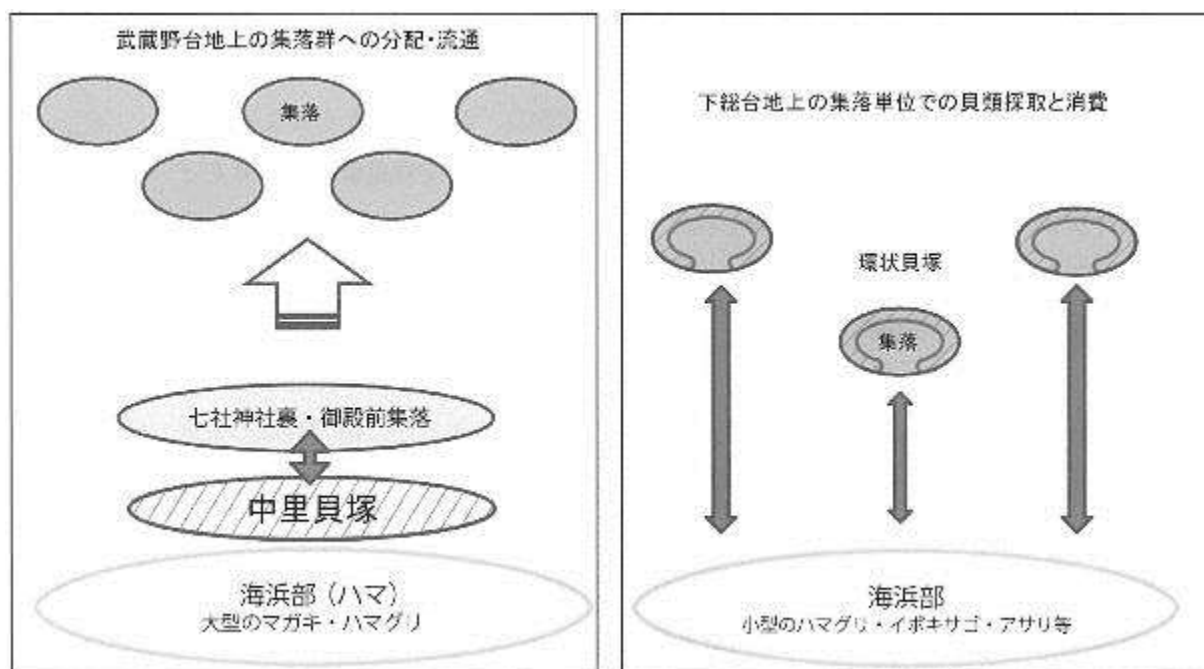 武蔵野台地上の集落群への分配・流通
集落
七社神社裏・御殿前集落
中里貝塚
海浜部（ハマ）
大型のマガキ・ハマグリ
下総台地上の集落単位での貝類採取と消費
環状貝塚
集落
海浜部
小型のハマグリ・イボキサゴ・アサリ等